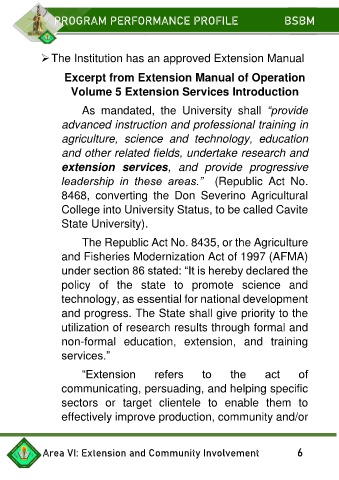 PROGRAM PERFORMANCE PROFILE BSBM
➢ The Institution has an approved Extension Manual
Excerpt from Extension Manual of Operation
Volume 5 Extension Services Introduction
As mandated, the University shall “provide
advanced instruction and professional training in
agriculture, science and technology, education
and other related fields, undertake research and
extension services, and provide progressive
leadership in these areas.” (Republic Act No.
8468, converting the Don Severino Agricultural
College into University Status, to be called Cavite
State University).
The Republic Act No. 8435, or the Agriculture
and Fisheries Modernization Act of 1997 (AFMA)
under section 86 stated: “It is hereby declared the
policy of the state to promote science and
technology, as essential for national development
and progress. The State shall give priority to the
utilization of research results through formal and
non-formal education, extension, and training
services.”
“Extension refers to the act of
communicating, persuading, and helping specific
sectors or target clientele to enable them to
effectively improve production, community and/or
Area VI: Extension and Community Involvement 6